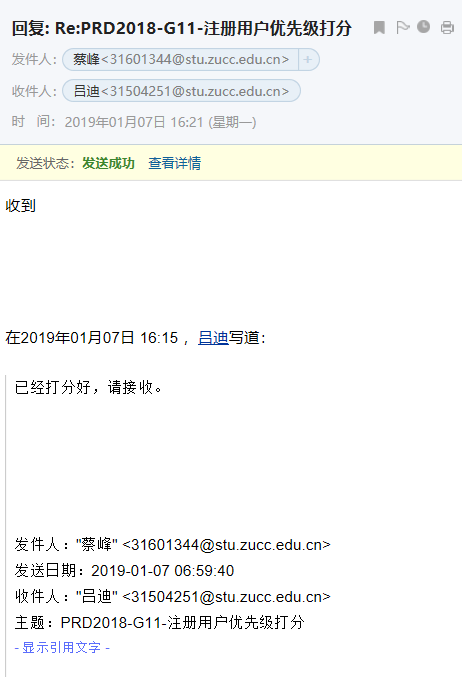 回复: Re:PRD2018-G11-注册用户优先级打分
发件人： 蔡峰<31601344@stu.zucc.edu.cn> +
收件人： 吕迪<31504251@stu.zucc.edu.cn>
时 间： 2019年01月07日 16:21 (星期一)
发送状态：发送成功 查看详情
收到
在2019年01月07日 16:15 ，吕迪写道：
已经打分好，请接收。
发件人："蔡峰" <31601344@stu.zucc.edu.cn>
发送日期：2019-01-07 06:59:40
收件人："吕迪" <31504251@stu.zucc.edu.cn>
主题：PRD2018-G11-注册用户优先级打分
- 显示引用文字 -